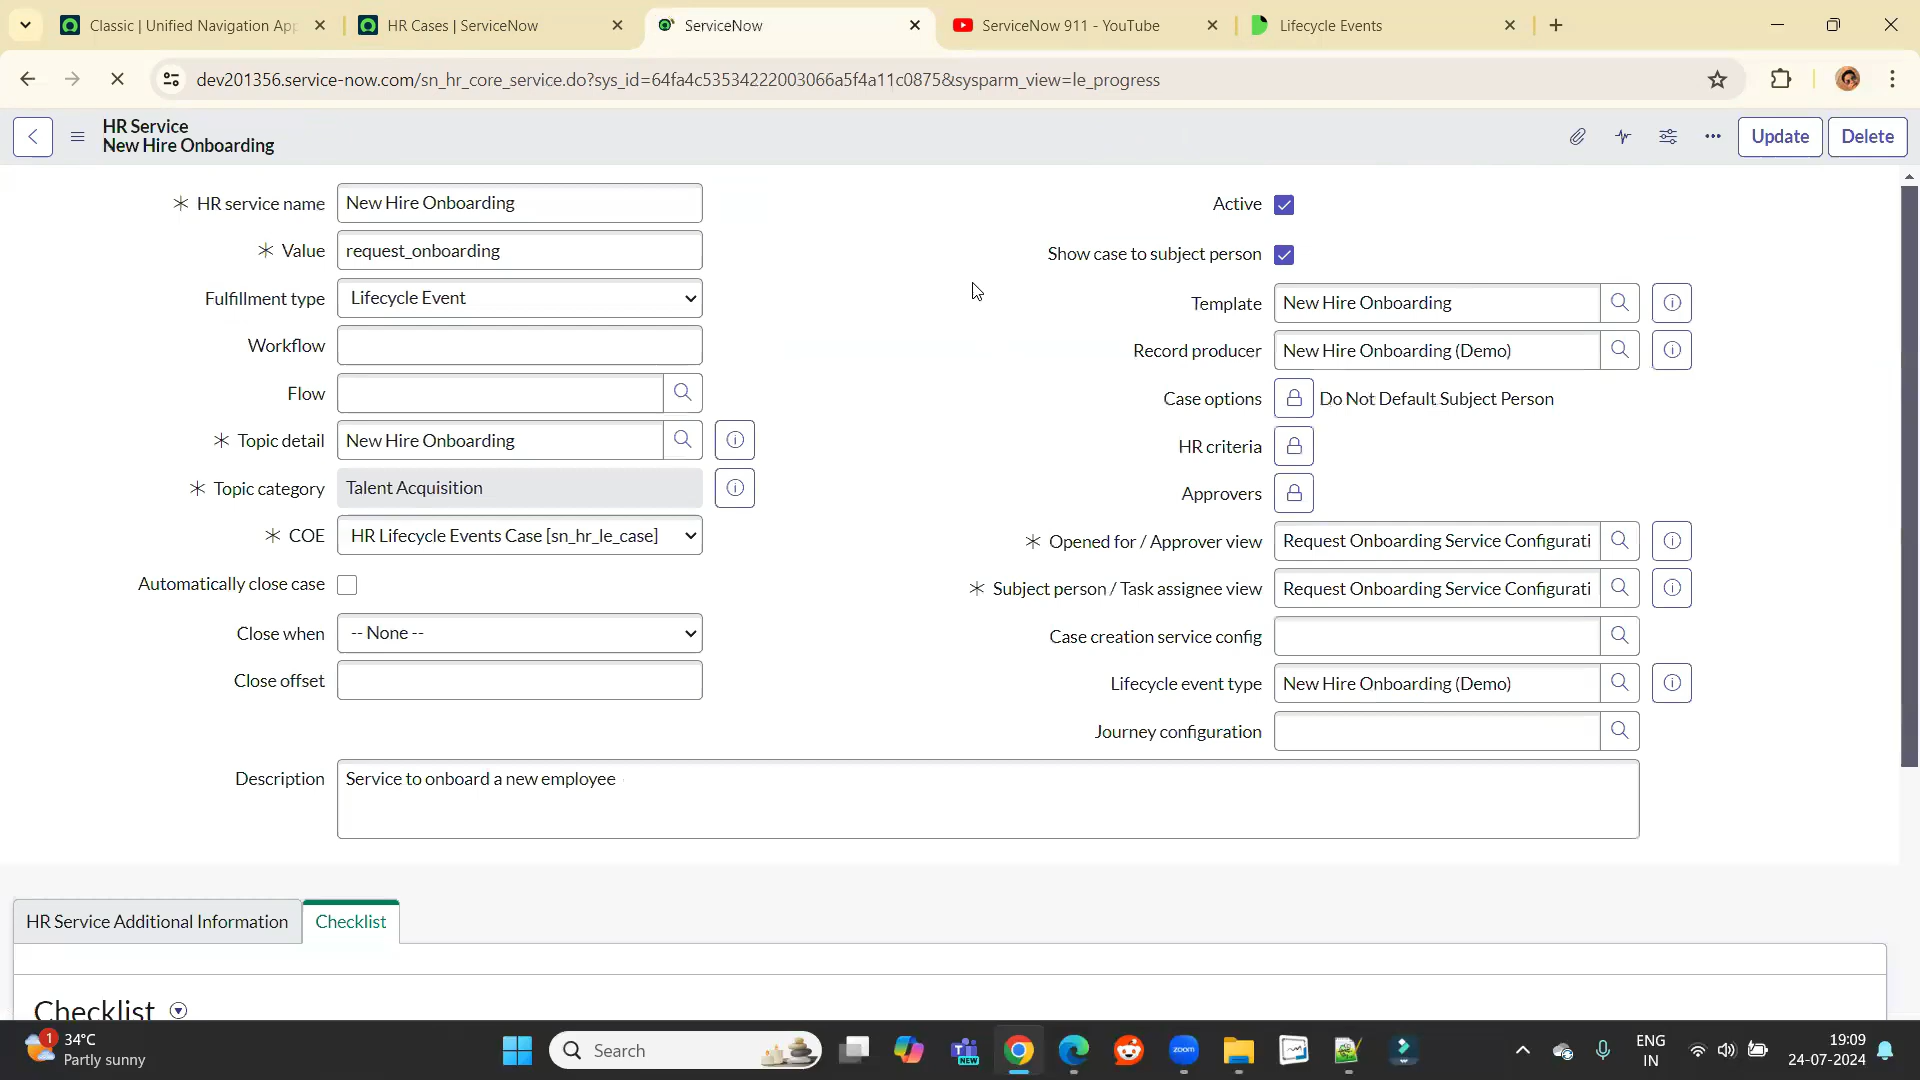 Classic | Unified Navigation App
HR Cases | ServiceNow
ServiceNow
ServiceNow 911 - YouTube
Lifecycle Events
dev201356.service-now.com/sn_hr_core_service.do?sys_id=64fa4c53534222003066a5f4a11c0875&sysparm_view=le_progress
HR Service
New Hire Onboarding
Update
Delete
HR service name
New Hire Onboarding
Value
request_onboarding
Fulfillment type
Lifecycle Event
Workflow
Flow
Topic detail
New Hire Onboarding
Topic category
Talent Acquisition
COE
HR Lifecycle Events Case [sn_hr_le_case]
Automatically close case
Close when
-- None --
Close offset
Active
Show case to subject person
Template
New Hire Onboarding
Record producer
New Hire Onboarding (Demo)
Case options
Do Not Default Subject Person
HR criteria
Approvers
Opened for / Approver view
Request Onboarding Service Configurati
Subject person / Task assignee view
Request Onboarding Service Configurati
Case creation service config
Lifecycle event type
New Hire Onboarding (Demo)
Journey configuration
Description
Service to onboard a new employee
HR Service Additional Information
Checklist
Checklist
1
34°C
Partly sunny
Search
NEW
zoom
ENG
IN
19:09
24-07-2024